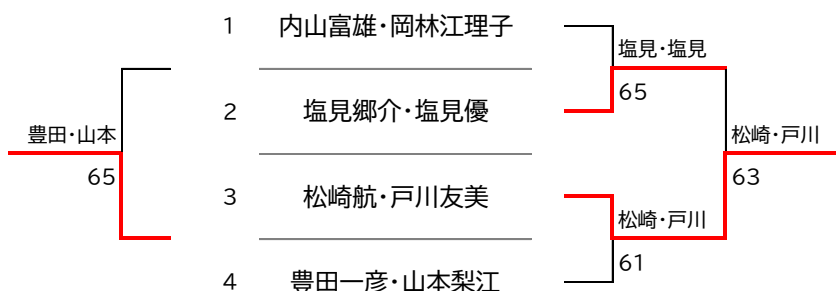 1 内山富雄・岡林江理子
塩見・塩見
65
2 塩見郷介・塩見優
豊田・山本
65
松崎・戸川
63
3 松崎航・戸川友美
松崎・戸川
61
4 豊田一彦・山本梨江